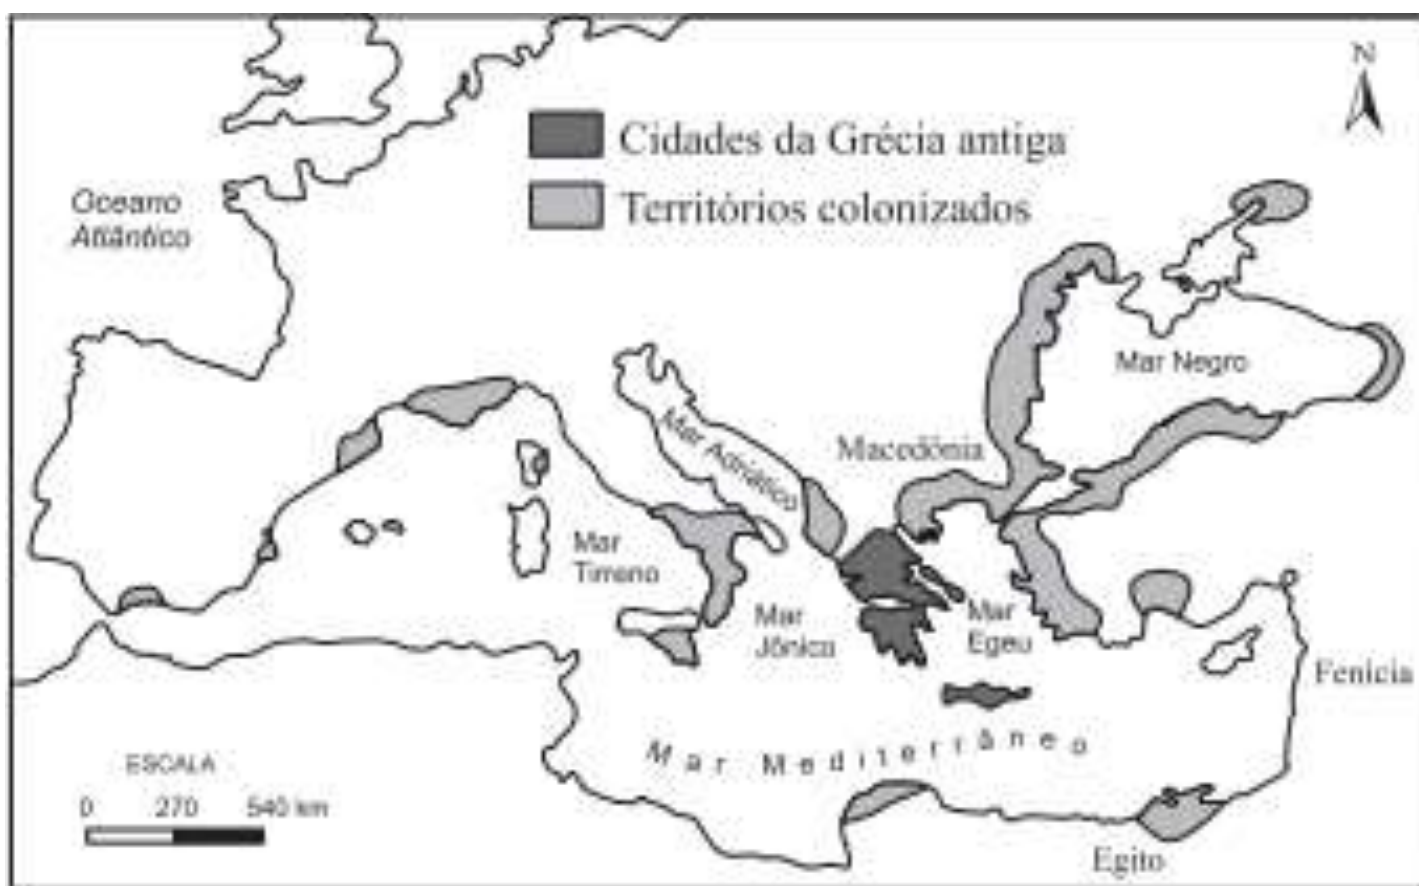 N
Cidades da Grécia antiga
Territórios colonizados
Oceano
Atlântico
Mar Negro
Macedônia
Mar Adriático
Mar
Tirreno
Mar
Jônico
Mar
Egeu
Fenícia
Mar Mediterrâneo
ESCALA
0 270 540 km
Egito